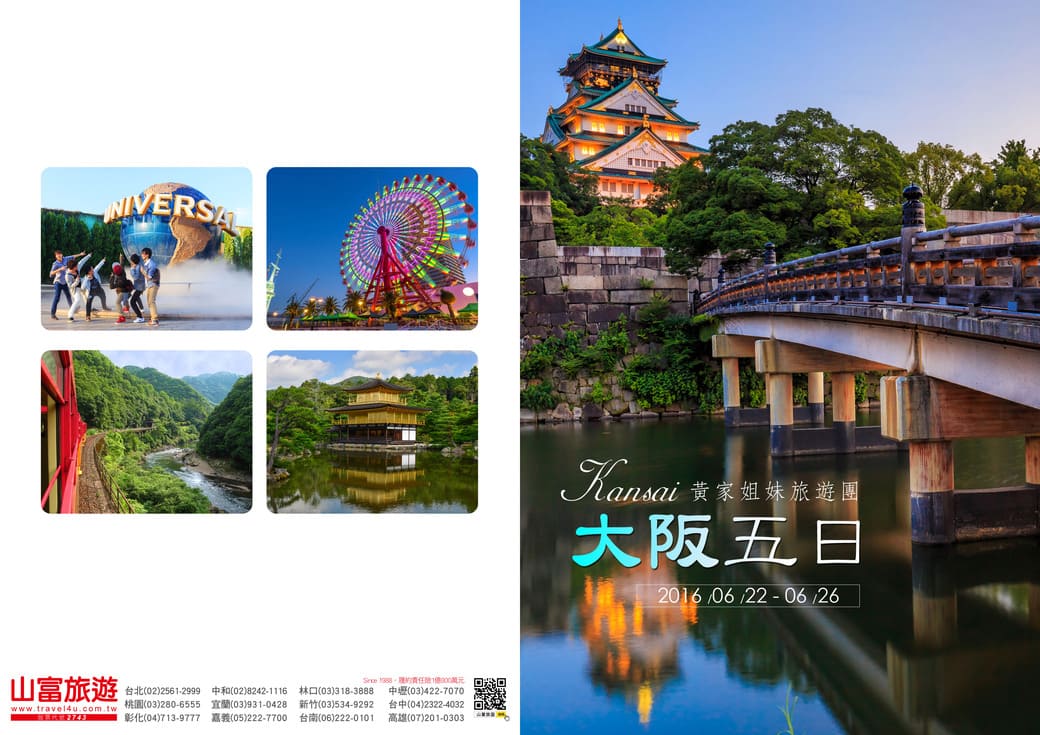 UNIVERSAL
山富旅遊
www.travel4u.com.tw
股票代號 2743
Since 1988‧履約責任險1億800萬元
台北(02)2561-2999 中和(02)8242-1116 林口(03)318-3888 中壢(03)422-7070
桃園(03)280-6555 宜蘭(03)931-0428 新竹(03)534-9292 台中(04)2322-4032
彰化(04)713-9777 嘉義(05)222-7700 台南(06)222-0101 高雄(07)201-0303
山富旅遊
Kansai 黃家姐妹旅遊團
大阪五日
2016 /06 /22 - 06 /26